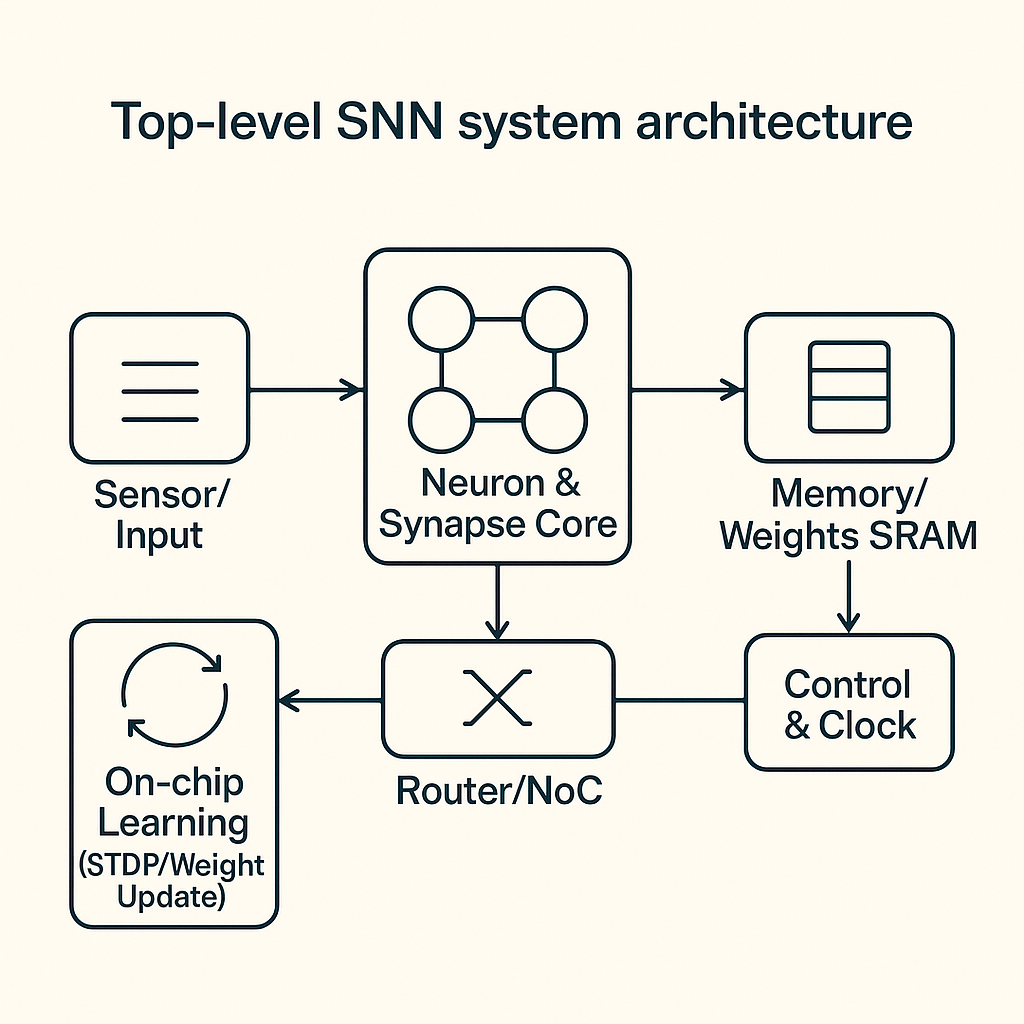 Top-level SNN system architecture
Sensor/
Input
Neuron &
Synapse Core
Memory/
Weights SRAM
On-chip
Learning
(STDP/Weight
Update)
Router/NoC
Control
& Clock